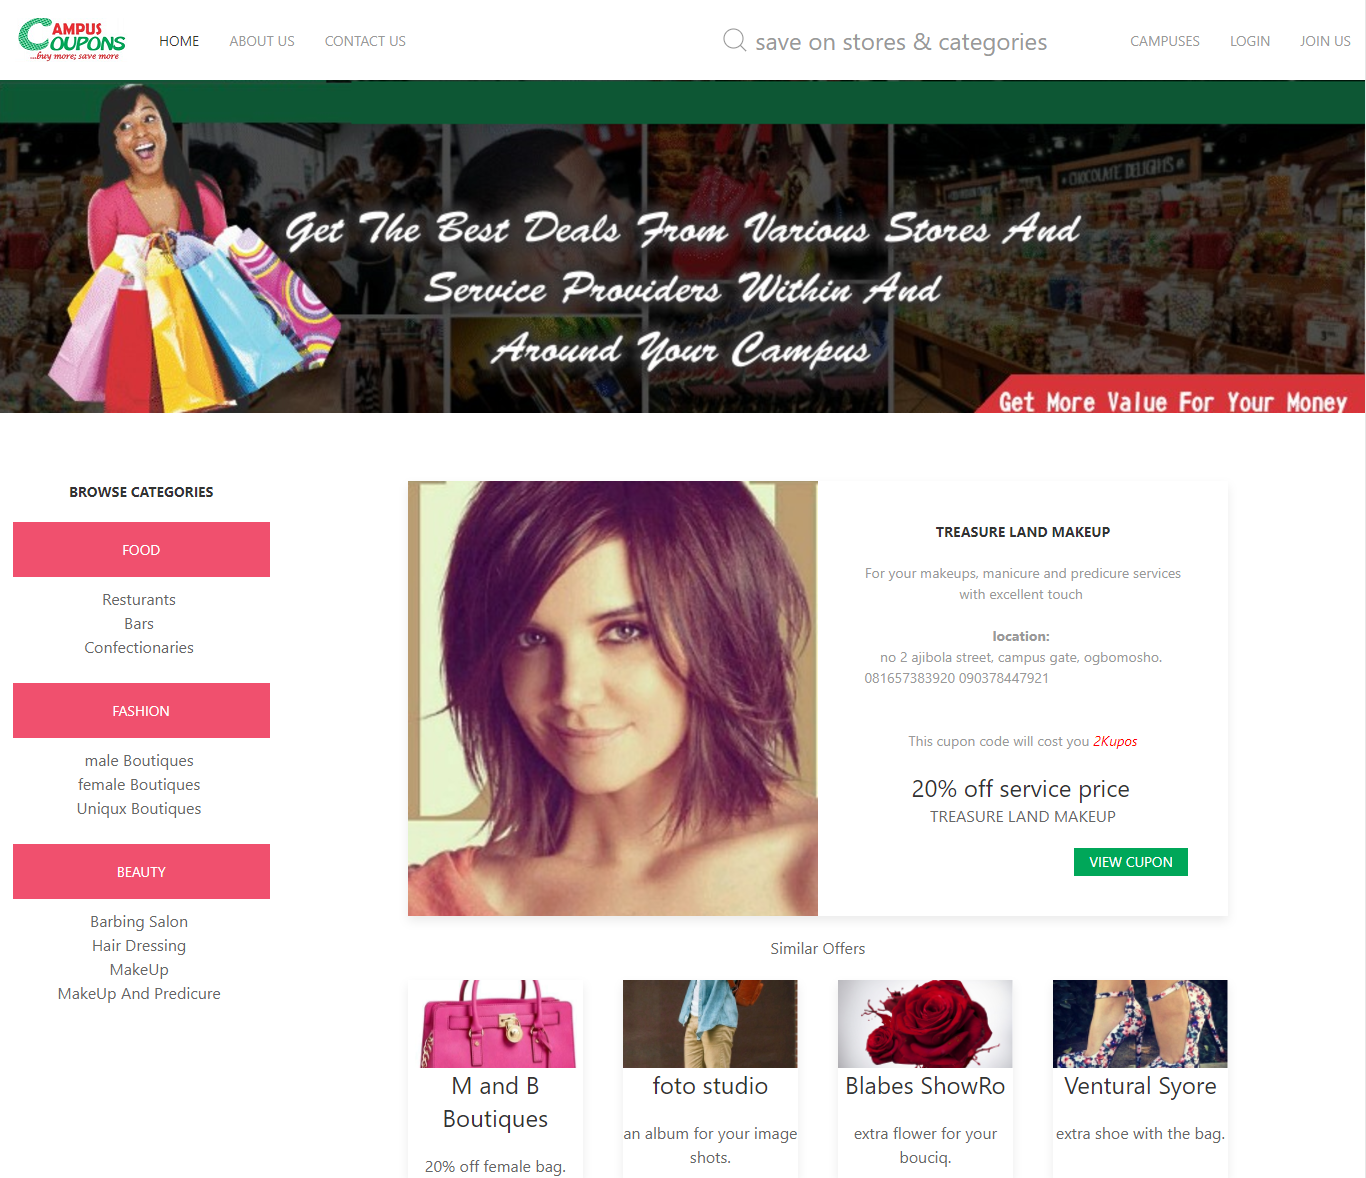 CAMPUS
COUPONS
...buy more; save more
HOME
ABOUT US
CONTACT US
save on stores & categories
CAMPUSES
LOGIN
JOIN US
CHOCOLATE DELIGHTS
Get The Best Deals From Various Stores And
Service Providers Within And
Around Your Campus
Get More Value For Your Money
BROWSE CATEGORIES
FOOD
Resturants
Bars
Confectionaries
FASHION
male Boutiques
female Boutiques
Uniqux Boutiques
BEAUTY
Barbing Salon
Hair Dressing
MakeUp
MakeUp And Predicure
TREASURE LAND MAKEUP
For your makeups, manicure and predicure services
with excellent touch
location:
no 2 ajibola street, campus gate, ogbomosho.
081657383920 090378447921
This cupon code will cost you 2Kupos
20% off service price
TREASURE LAND MAKEUP
VIEW CUPON
Similar Offers
M and B
Boutiques
20% off female bag.
foto studio
an album for your image
shots.
Blabes ShowRo
extra flower for your
bouciq.
Ventural Syore
extra shoe with the bag.